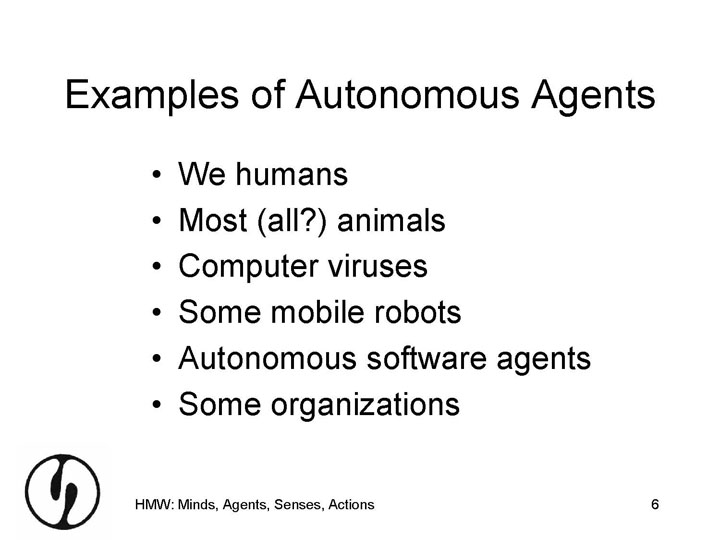 Examples of Autonomous Agents
• We humans
• Most (all?) animals
• Computer viruses
• Some mobile robots
• Autonomous software agents
• Some organizations
HMW: Minds, Agents, Senses, Actions 6